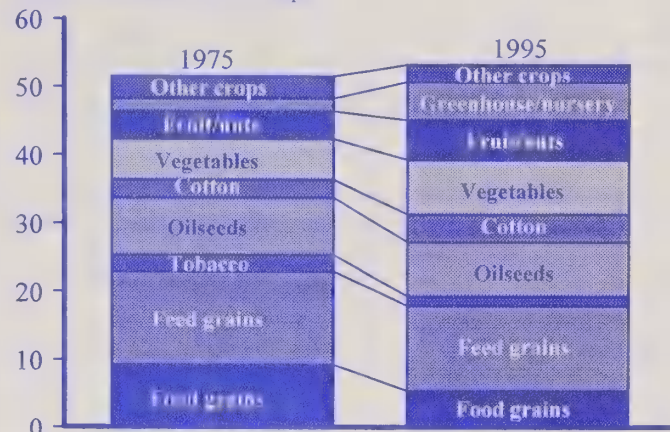 60
50
40
30
20
10
0
1975
Other crops
Fruit/nuts
Vegetables
Cotton
Oilseeds
Tobacco
Feed grains
Food grains
1995
Other crops
Greenhouse/nursery
Fruit/nuts
Vegetables
Cotton
Oilseeds
Feed grains
Food grains